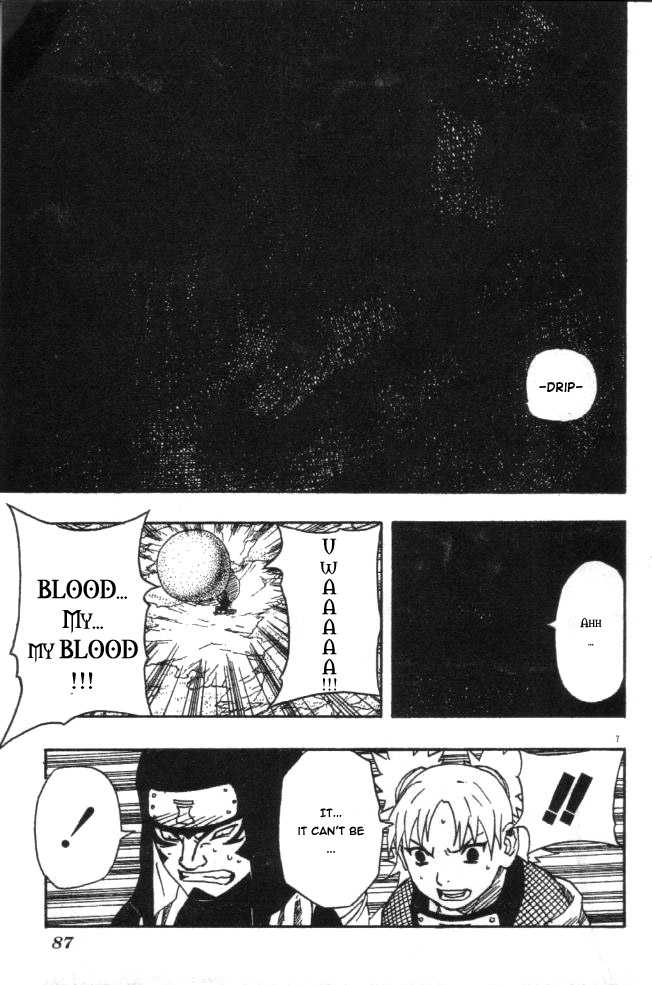 -DRIP-
AHH
...
U
WAAAAAA!!!
BLOOD...
MY...
MY BLOOD
!!!
7
!!
IT...
IT CAN'T BE
...
!
87